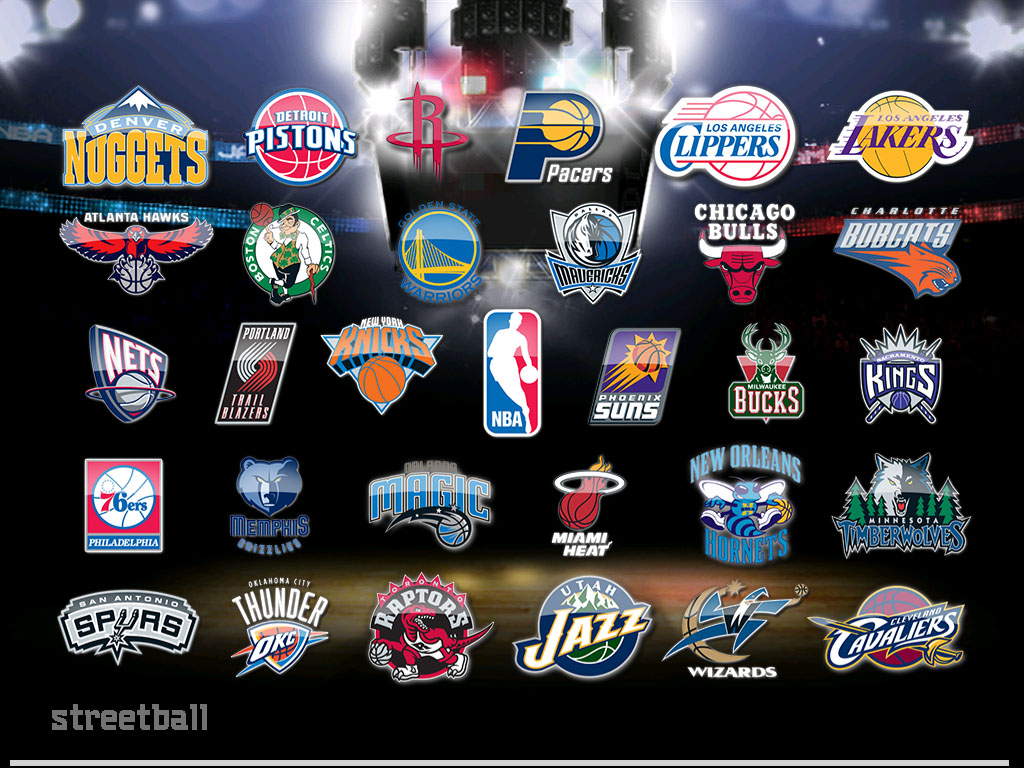 DENVER
NUGGETS
DETROIT
PISTONS
R
Pacers
LOS ANGELES
CLIPPERS
LOS ANGELES
LAKERS
ATLANTA HAWKS
BOSTON
CELTICS
GOLDEN STATE
WARRIORS
DALLAS
MAVERICKS
CHICAGO
BULLS
CHARLOTTE
BOBCATS
NETS
PORTLAND
TRAIL
BLAZERS
NEW YORK
KNICKS
NBA
PHOENIX
SUNS
MILWAUKEE
BUCKS
SACRAMENTO
KINGS
76ers
PHILADELPHIA
MEMPHIS
GRIZZLIES
ORLANDO
MAGIC
MIAMI
HEAT
NEW ORLEANS
HORNETS
MINNESOTA
TIMBERWOLVES
SAN ANTONIO
SPURS
OKLAHOMA CITY
THUNDER
OKC
TORONTO
RAPTORS
UTAH
JAZZ
WIZARDS
CLEVELAND
CAVALIERS
streetball